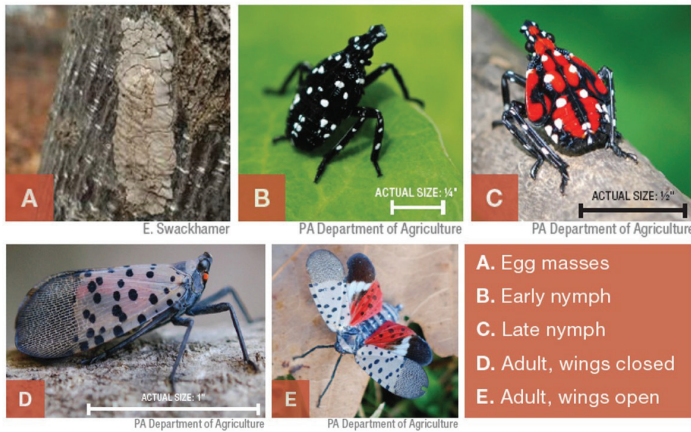 A
E. Swackhamer
B
ACTUAL SIZE: ¼"
PA Department of Agriculture
C
ACTUAL SIZE: ½"
PA Department of Agriculture
D
ACTUAL SIZE: 1"
PA Department of Agriculture
E
PA Department of Agriculture
A. Egg masses
B. Early nymph
C. Late nymph
D. Adult, wings closed
E. Adult, wings open